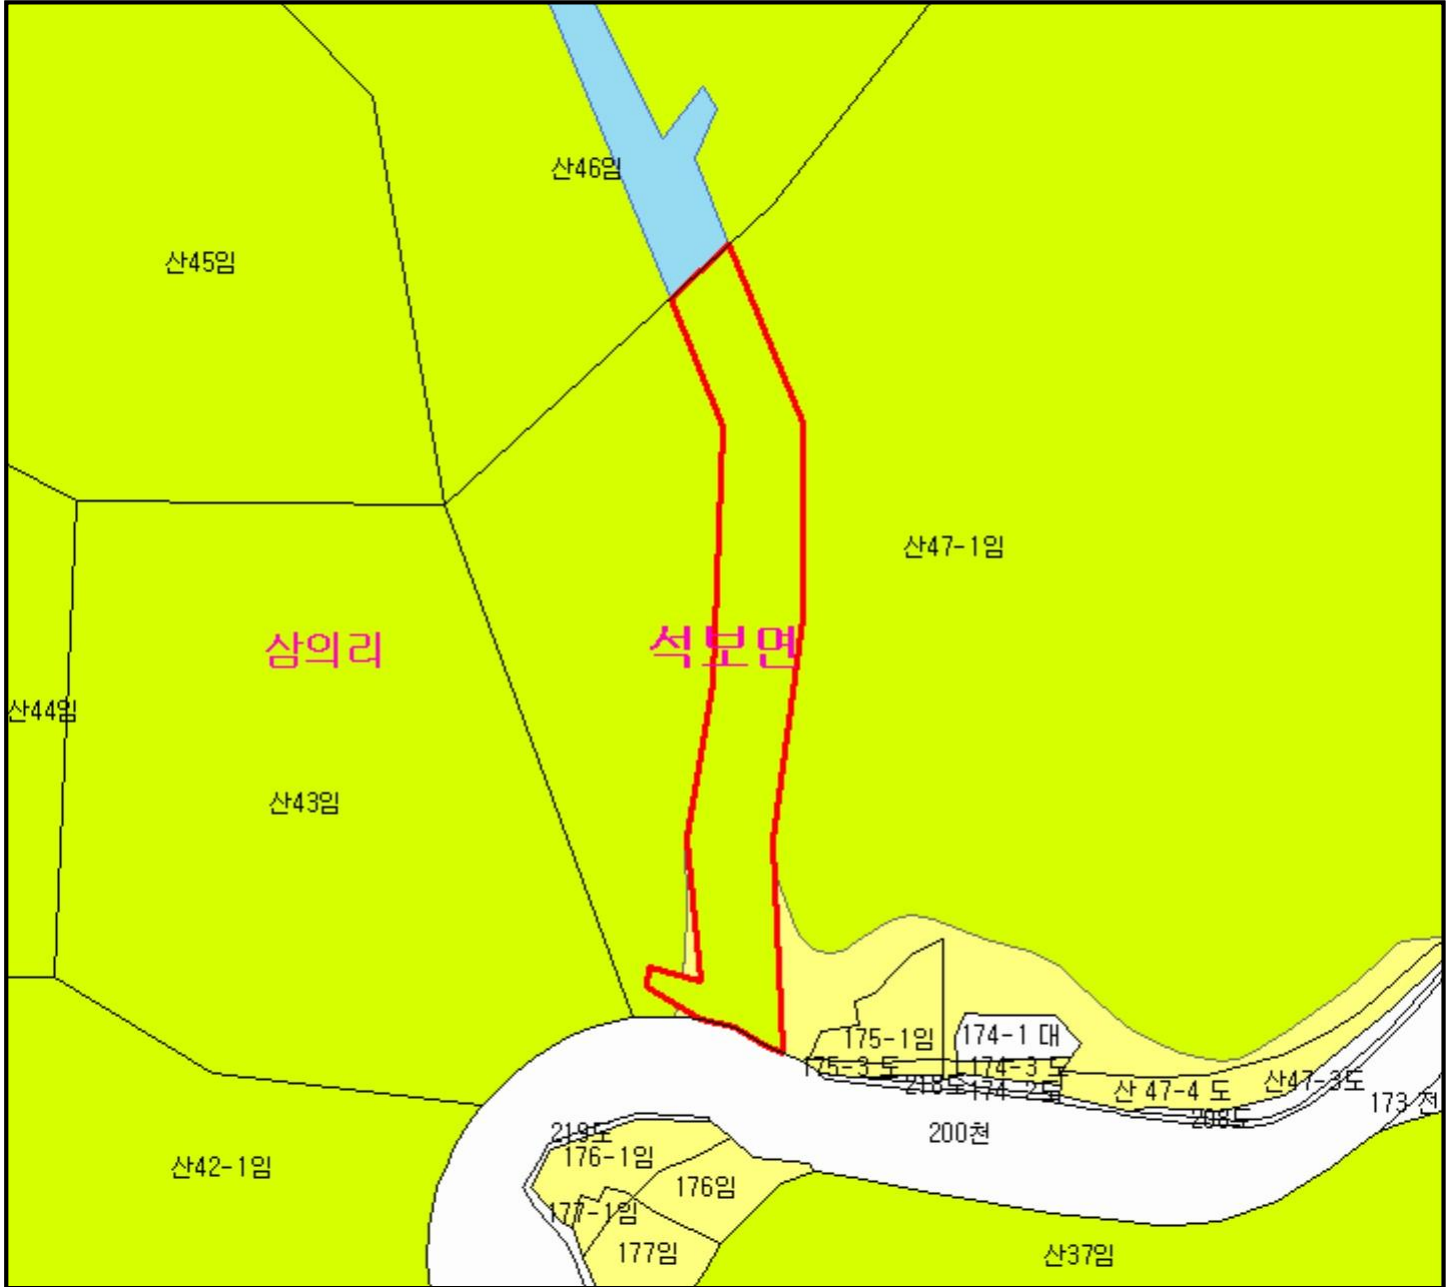 산46임
산45임
산47-1임
삼의리
석보면
산44임
산43임
175-1임
174-1 대
175-3 도
174-3 도
218도
174-2도
산 47-4 도
산47-3도
173 전
208도
200천
219도
176-1임
산42-1임
176임
177-1임
177임
산37임